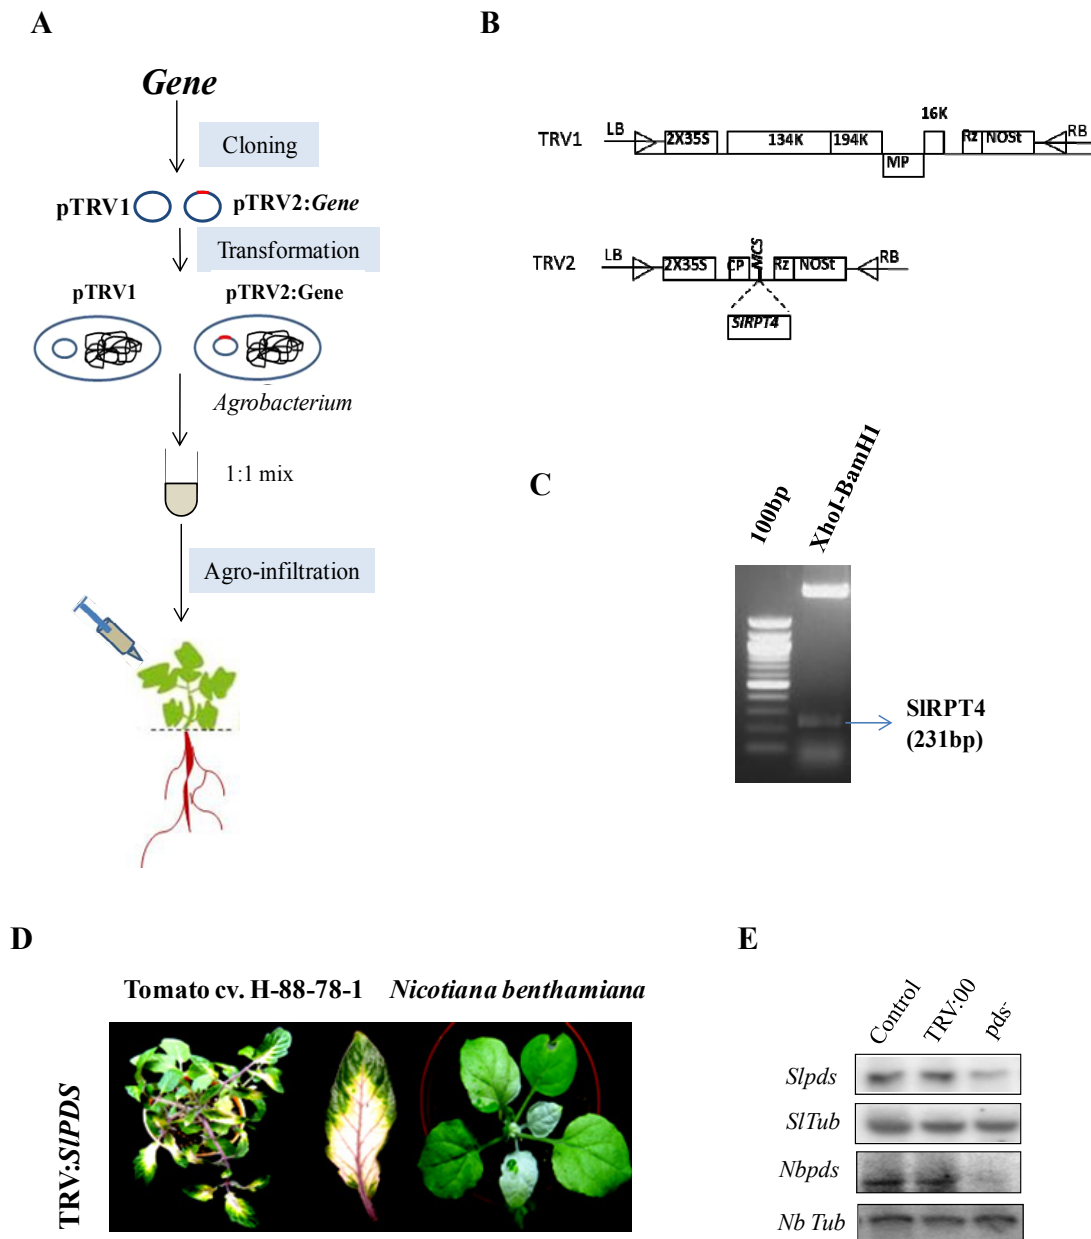 A
Gene
Cloning
pTRV1 pTRV2:Gene
Transformation
pTRV1 pTRV2:Gene
Agrobacterium
1:1 mix
Agro-infiltration
B
TRV1 LB 2X35S 134K 194K MP 16K Rz NOSt RB
TRV2 LB 2X35S CP MCS Rz NOSt RB
SlRPT4
C
100bp XhoI-BamH1
SlRPT4
(231bp)
D
Tomato cv. H-88-78-1 Nicotiana benthamiana
TRV:SlPDS
E
Control TRV:00 pds-
Slpds
SlTub
Nbpds
Nb Tub